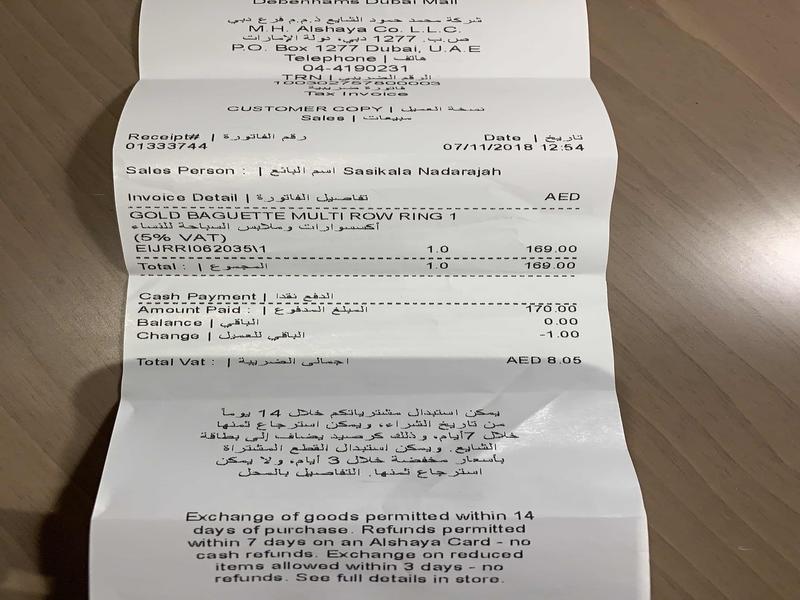 Debenhams Dubai Mall
شركة محمد حمود الشايع ذ.م.م فرع دبي
M.H. Alshaya Co. L.L.C.
ص.ب. 1277 دبي، دولة الإمارات
P.O. Box 1277 Dubai, U.A.E
Telephone | هاتف
04-4190231
TRN | الرقم الضريبي
فاتورة ضريبية
Tax Invoice
CUSTOMER COPY | نسخة العميل
Sales | مبيعات
Receipt# | رقم الفاتورة Date | تاريخ
01333744 07/11/2018 12:54
Sales Person : | اسم البائع Sasikala Nadarajah
Invoice Detail | تفاصيل الفاتورة AED
GOLD BAGUETTE MULTI ROW RING 1
أكسسوارات وملابس السباحة للنساء
(5% VAT)
EIJRRI062035\1 1.0 169.00
Total : | المجموع 1.0 169.00
Cash Payment | الدفع نقدا
Amount Paid : | المبلغ المدفوع 170.00
Balance | الباقي 0.00
Change | الباقي للعميل -1.00
Total Vat : | اجمالى الضريبة AED 8.05
يمكن استبدال مشترياتكم خلال 14 يوماً
من تاريخ الشراء، ويمكن استرجاع ثمنها
خلال 7أيام، وذلك كرصيد يضاف إلى بطاقة
الشايع. ويمكن استبدال القطع المشتراة
بأسعار مخفضة خلال 3 أيام، ولا يمكن
استرجاع ثمنها. التفاصيل بالمحل
Exchange of goods permitted within 14
days of purchase. Refunds permitted
within 7 days on an Alshaya Card - no
cash refunds. Exchange on reduced
items allowed within 3 days - no
refunds. See full details in store.